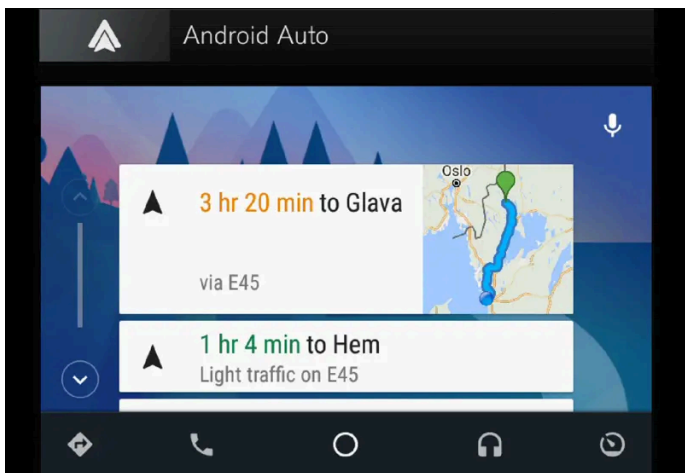 Android Auto
3 hr 20 min to Glava
via E45
Oslo
1 hr 4 min to Hem
Light traffic on E45